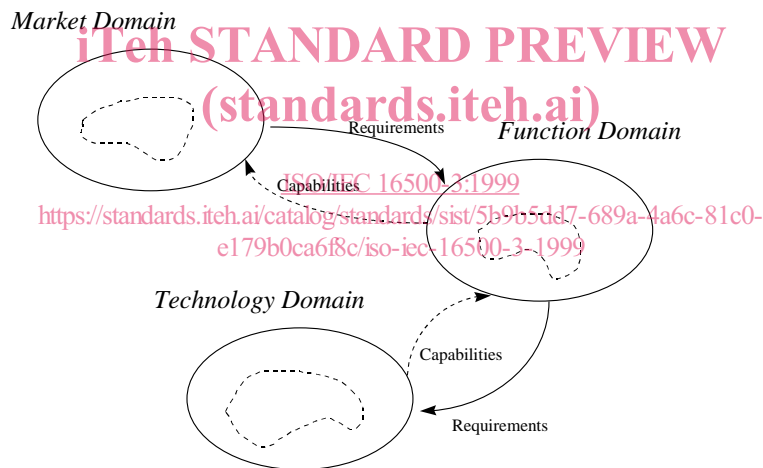 Market Domain
iTeh STANDARD PREVIEW
(standards.iteh.ai)
Requirements
Function Domain
Capabilities
ISO/IEC 16500-3:1999
https://standards.iteh.ai/catalog/standards/sist/5b9b5dd7-689a-4a6c-81c0-
e179b0ca6f8c/iso-iec-16500-3-1999
Technology Domain
Capabilities
Requirements